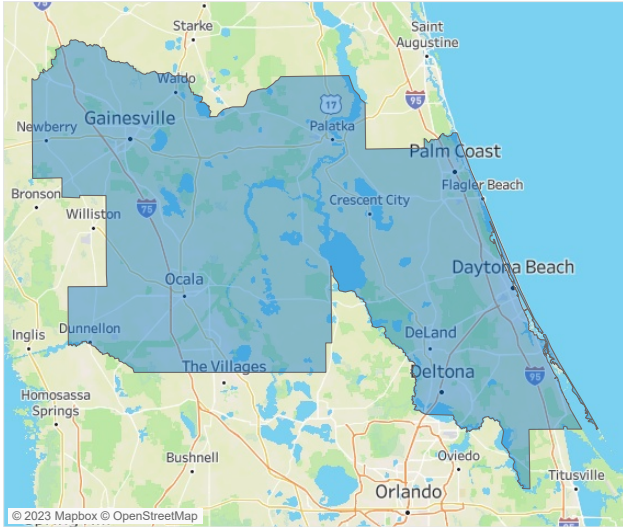 75
Starke
Saint
Augustine
Waldo
17
95
Gainesville
Newberry
Palatka
Palm Coast
Flagler Beach
Bronson
Crescent City
75
Williston
Daytona Beach
Ocala
Inglis
Dunnellon
DeLand
The Villages
Deltona
95
Homosassa
Springs
Bushnell
Oviedo
Titusville
Orlando
© 2023 Mapbox © OpenStreetMap